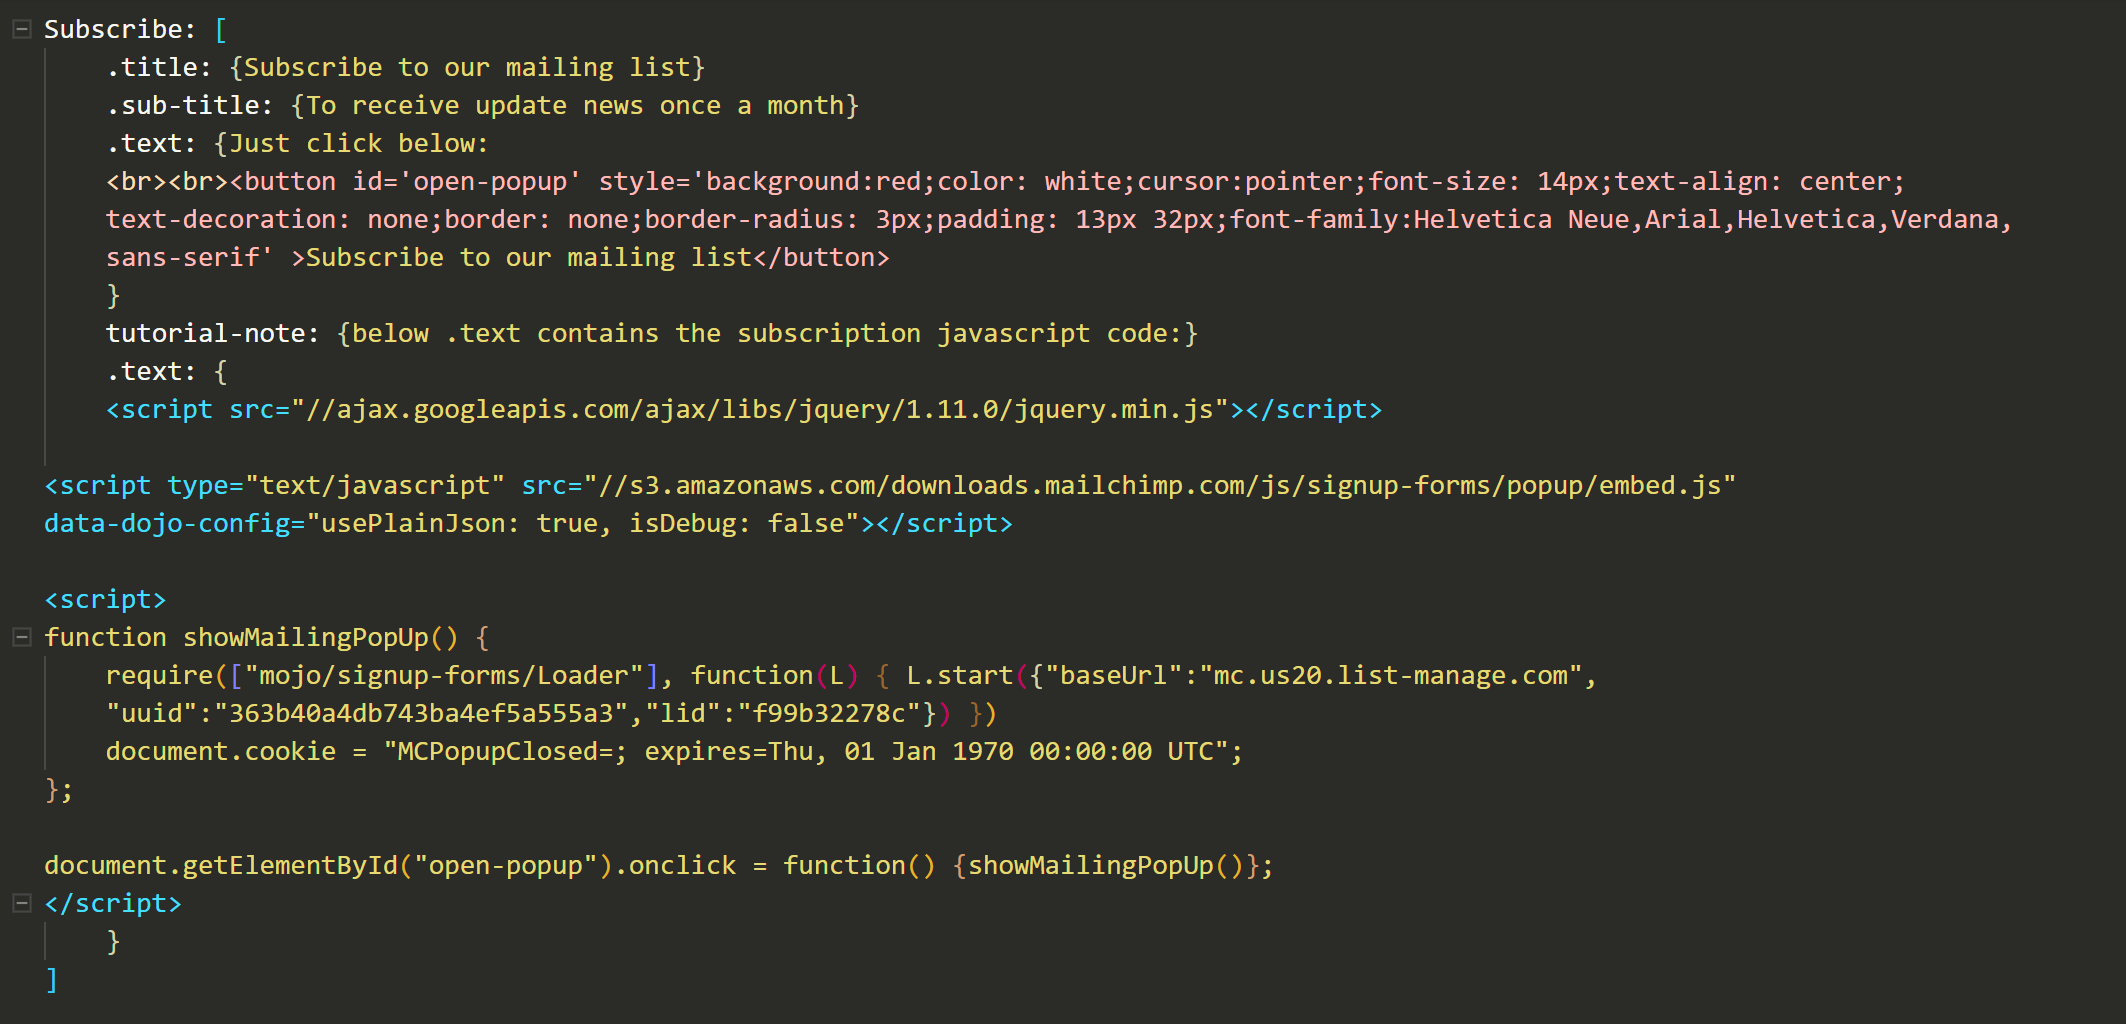 Subscribe: [
.title: {Subscribe to our mailing list}
.sub-title: {To receive update news once a month}
.text: {Just click below:
<br><br><button id='open-popup' style='background:red;color: white;cursor:pointer;font-size: 14px;text-align: center;
text-decoration: none;border: none;border-radius: 3px;padding: 13px 32px;font-family:Helvetica Neue,Arial,Helvetica,Verdana,
sans-serif' >Subscribe to our mailing list</button>
}
tutorial-note: {below .text contains the subscription javascript code:}
.text: {
<script src="//ajax.googleapis.com/ajax/libs/jquery/1.11.0/jquery.min.js"></script>
<script type="text/javascript" src="//s3.amazonaws.com/downloads.mailchimp.com/js/signup-forms/popup/embed.js"
data-dojo-config="usePlainJson: true, isDebug: false"></script>
<script>
function showMailingPopUp() {
require(["mojo/signup-forms/Loader"], function(L) { L.start({"baseUrl":"mc.us20.list-manage.com",
"uuid":"363b40a4db743ba4ef5a555a3","lid":"f99b32278c"}) })
document.cookie = "MCPopupClosed=; expires=Thu, 01 Jan 1970 00:00:00 UTC";
};
document.getElementById("open-popup").onclick = function() {showMailingPopUp()};
</script>
}
]